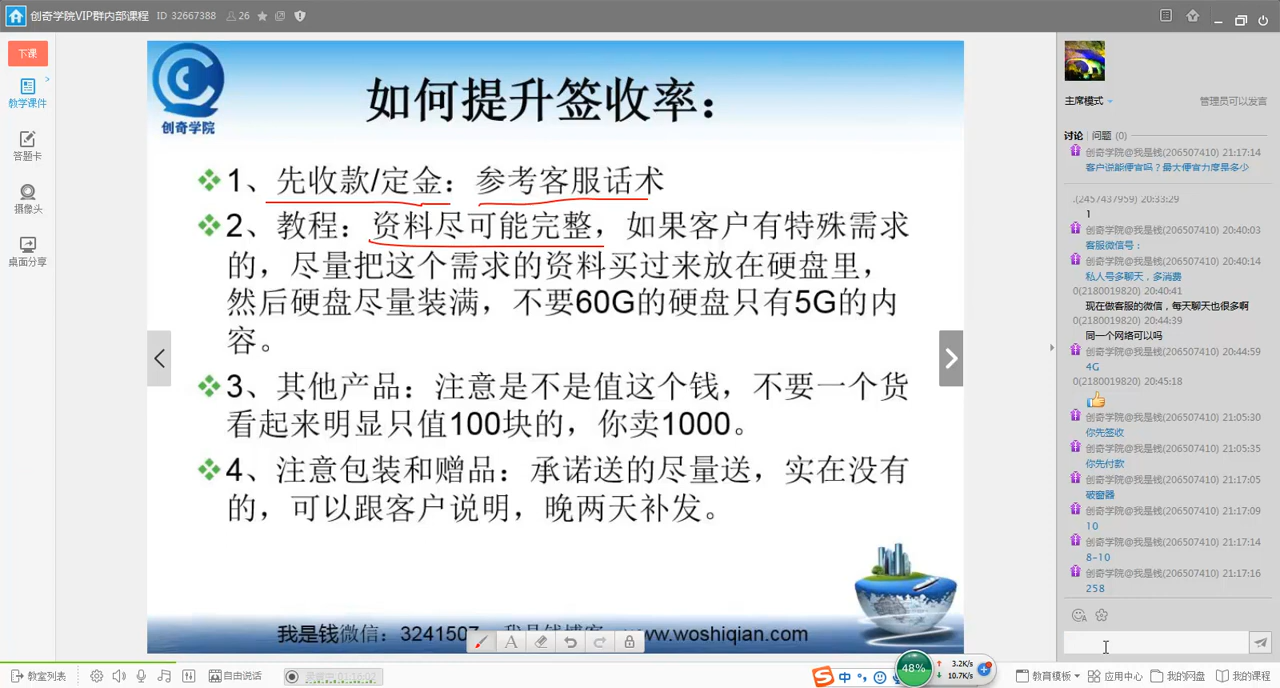 创奇学院VIP群内部课程 ID 32667388 26
下课
教学课件
答题卡
摄像头
桌面分享
创奇学院
如何提升签收率：
1、先收款/定金：参考客服话术
2、教程：资料尽可能完整，如果客户有特殊需求
的，尽量把这个需求的资料买过来放在硬盘里，
然后硬盘尽量装满，不要60G的硬盘只有5G的内
容。
3、其他产品：注意是不是值这个钱，不要一个货
看起来明显只值100块的，你卖1000。
4、注意包装和赠品：承诺送的尽量送，实在没有
的，可以跟客户说明，晚两天补发。
我是钱微信：3241507
www.woshiqian.com
主席模式
管理员可以发言
讨论 问题 (0)
创奇学院@我是钱(206507410) 21:17:14
客户说能便宜吗？最大便宜力度是多少
.(2457437959) 20:33:29
1
创奇学院@我是钱(206507410) 20:40:03
客服微信号：
创奇学院@我是钱(206507410) 20:40:14
私人号多聊天，多消费
0(2180019820) 20:40:41
现在做客服的微信，每天聊天也很多啊
0(2180019820) 20:44:39
同一个网络可以吗
创奇学院@我是钱(206507410) 20:44:59
4G
0(2180019820) 20:45:18
创奇学院@我是钱(206507410) 21:05:30
你先签收
创奇学院@我是钱(206507410) 21:05:35
你先付款
创奇学院@我是钱(206507410) 21:17:05
破窗器
创奇学院@我是钱(206507410) 21:17:09
10
创奇学院@我是钱(206507410) 21:17:14
8-10
创奇学院@我是钱(206507410) 21:17:16
258
教室列表
自由说话
中
48%
3.2K/s
10.7K/s
教育模板
应用中心
我的网盘
我的课程